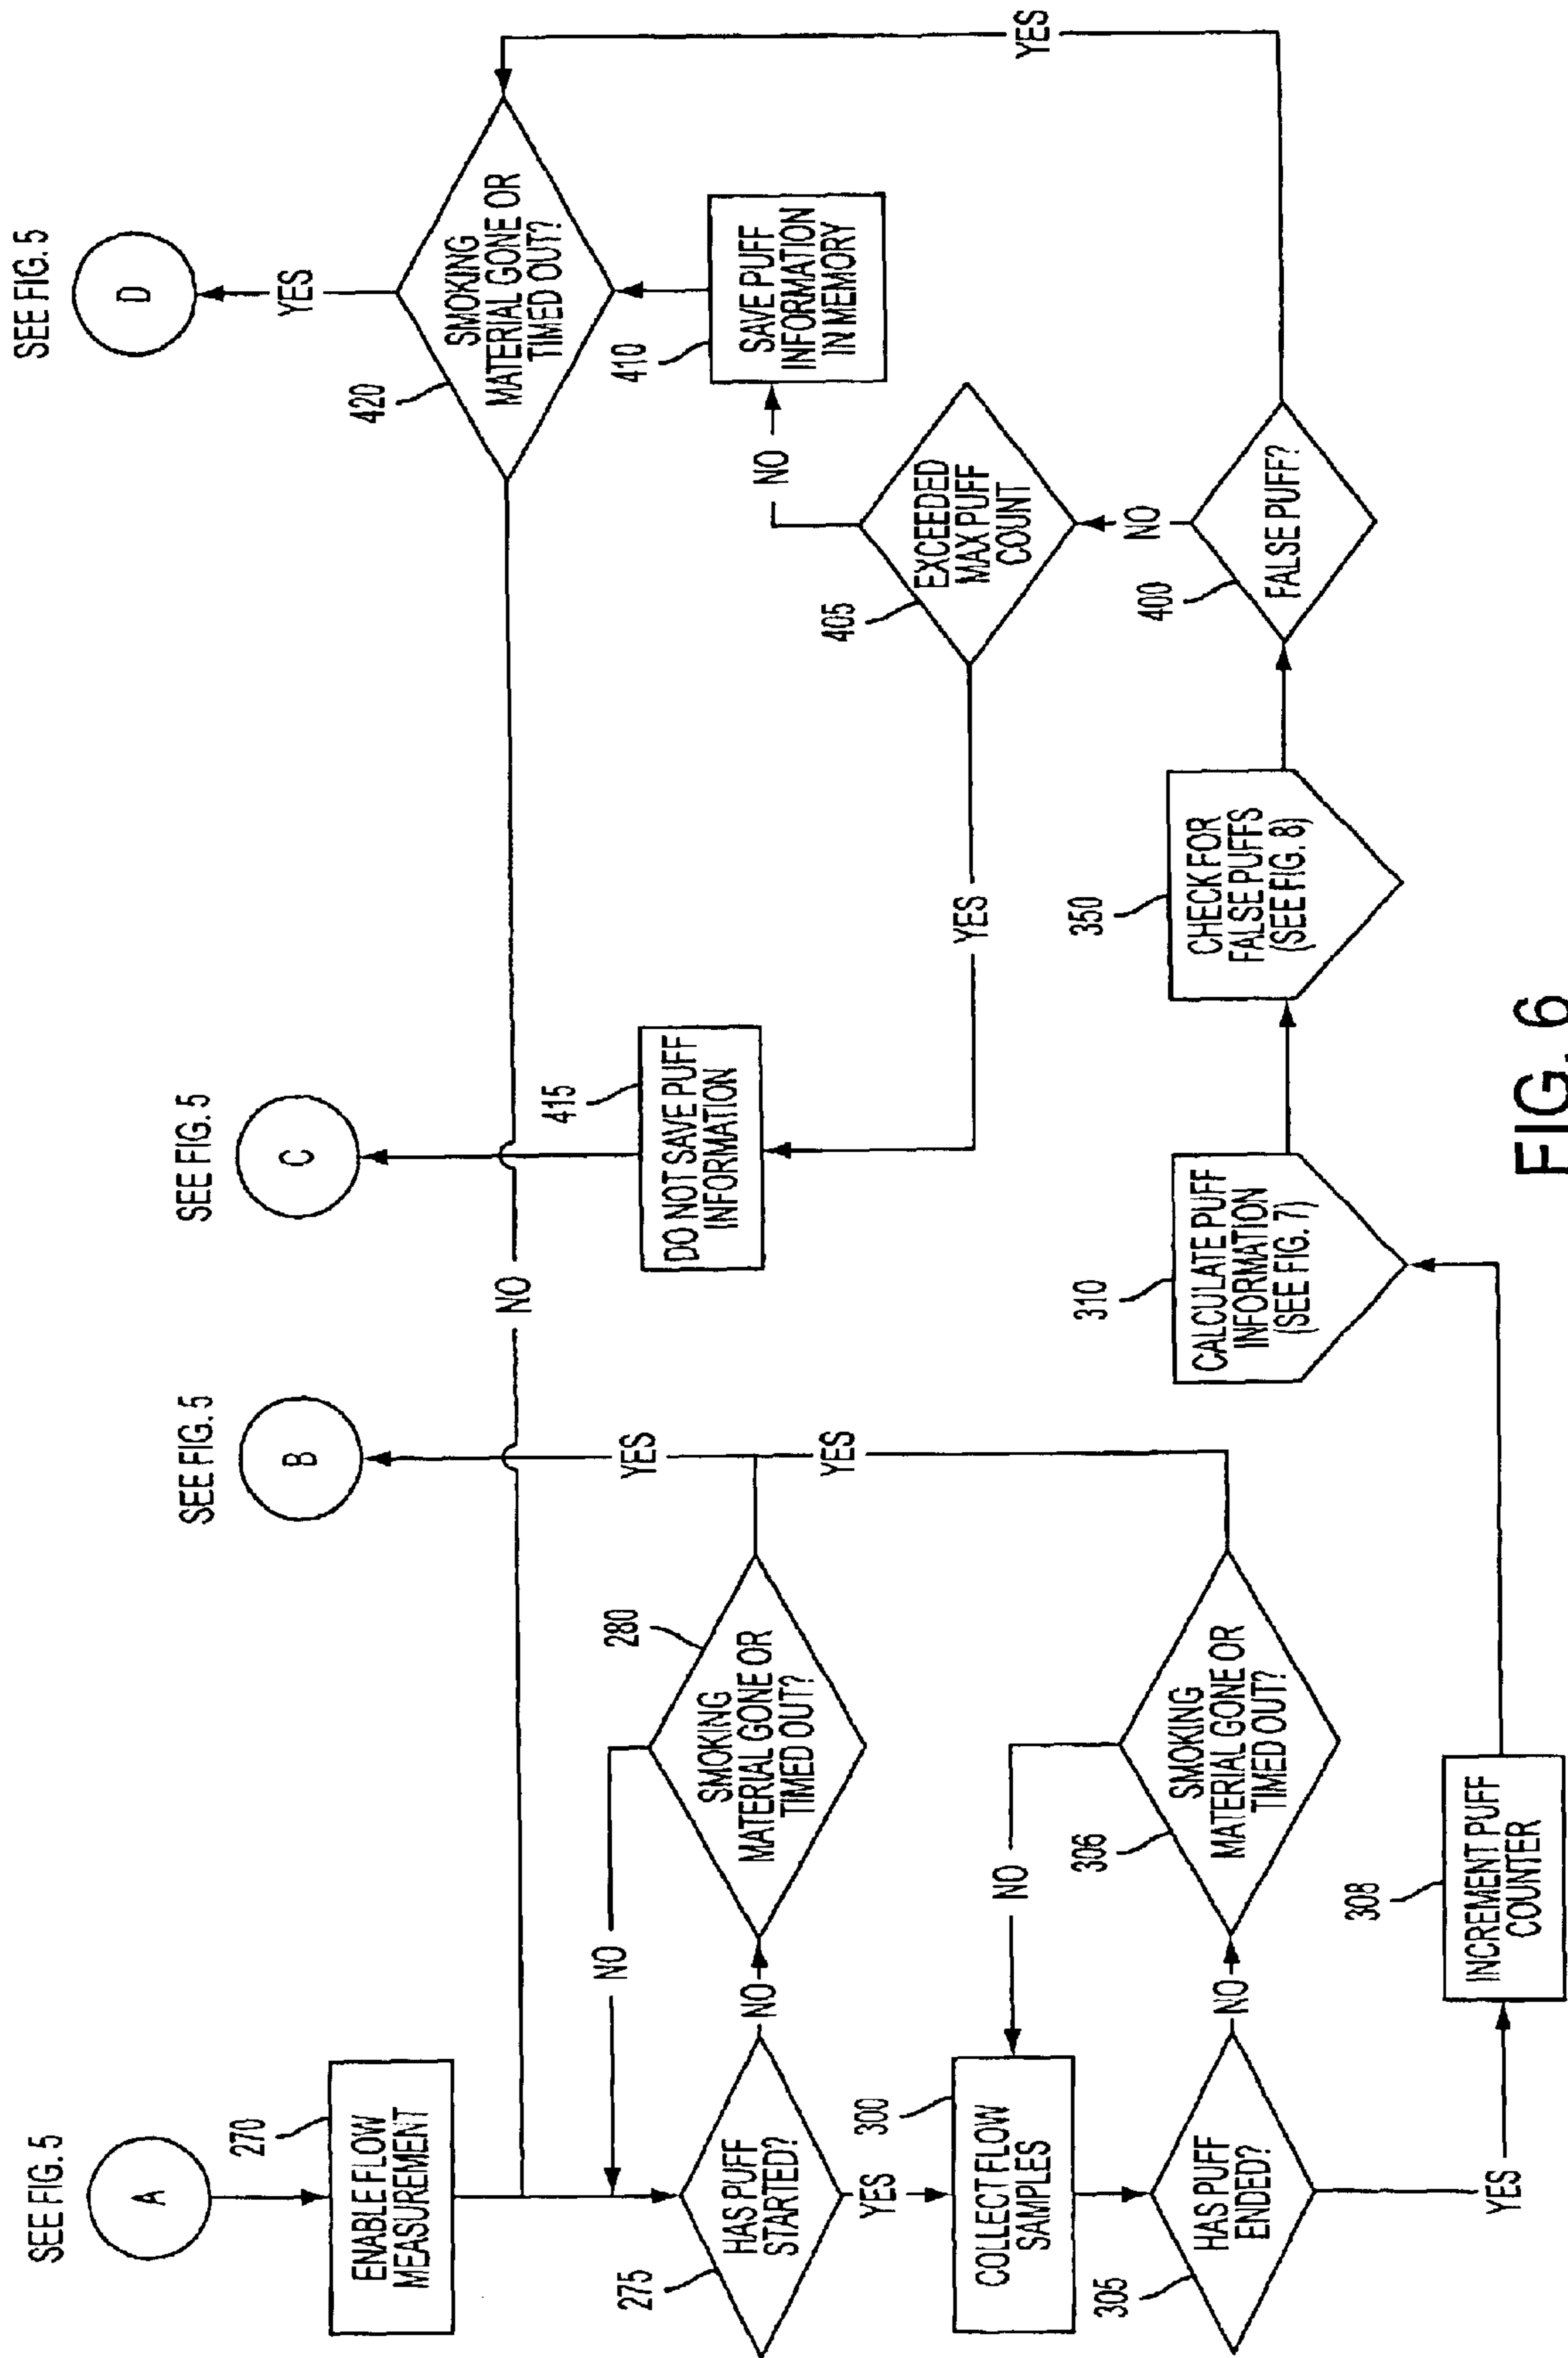 SEE FIG. 5
A
270
ENABLE FLOW
MEASUREMENT
275
HAS PUFF
STARTED?
NO
YES
280
SMOKING
MATERIAL GONE OR
TIMED OUT?
NO
YES
300
COLLECT FLOW
SAMPLES
305
HAS PUFF
ENDED?
NO
YES
306
SMOKING
MATERIAL GONE OR
TIMED OUT?
NO
YES
SEE FIG. 5
B
308
INCREMENT PUFF
COUNTER
310
CALCULATE PUFF
INFORMATION
(SEE FIG. 7)
350
CHECK FOR
FALSE PUFFS
(SEE FIG. 8)
400
FALSE PUFF?
NO
YES
405
EXCEEDED
MAX PUFF
COUNT
NO
YES
410
SAVE PUFF
INFORMATION
IN MEMORY
415
DO NOT SAVE PUFF
INFORMATION
SEE FIG. 5
C
420
SMOKING
MATERIAL GONE OR
TIMED OUT?
NO
YES
SEE FIG. 5
D
FIG. 6